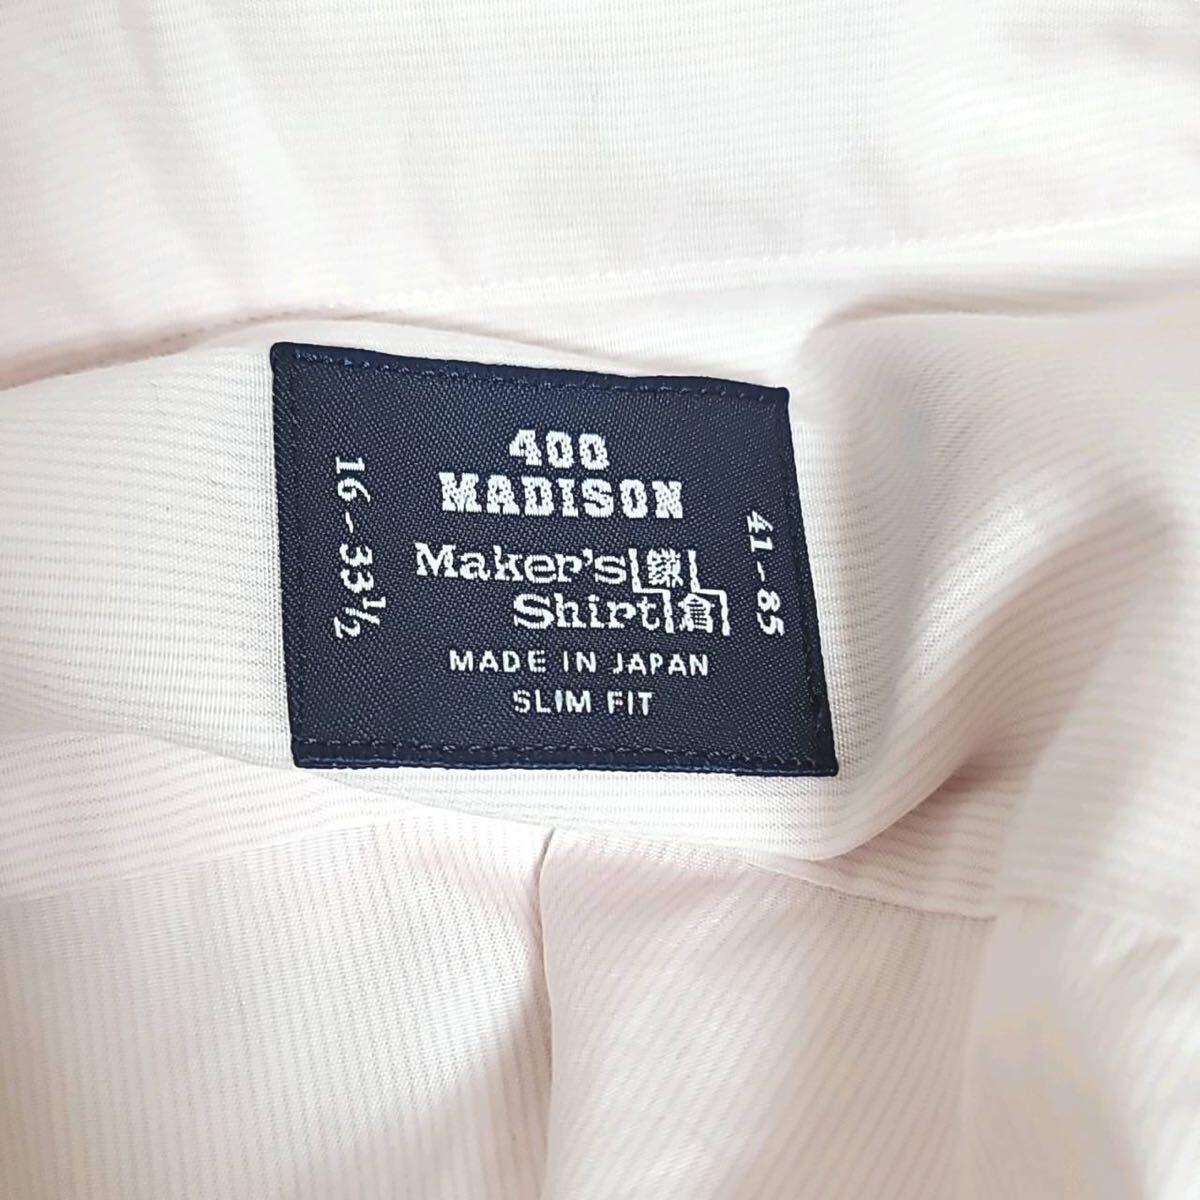 400
MADISON
Maker's 鎌
Shirt 倉
MADE IN JAPAN
SLIM FIT
16-33½
41-85